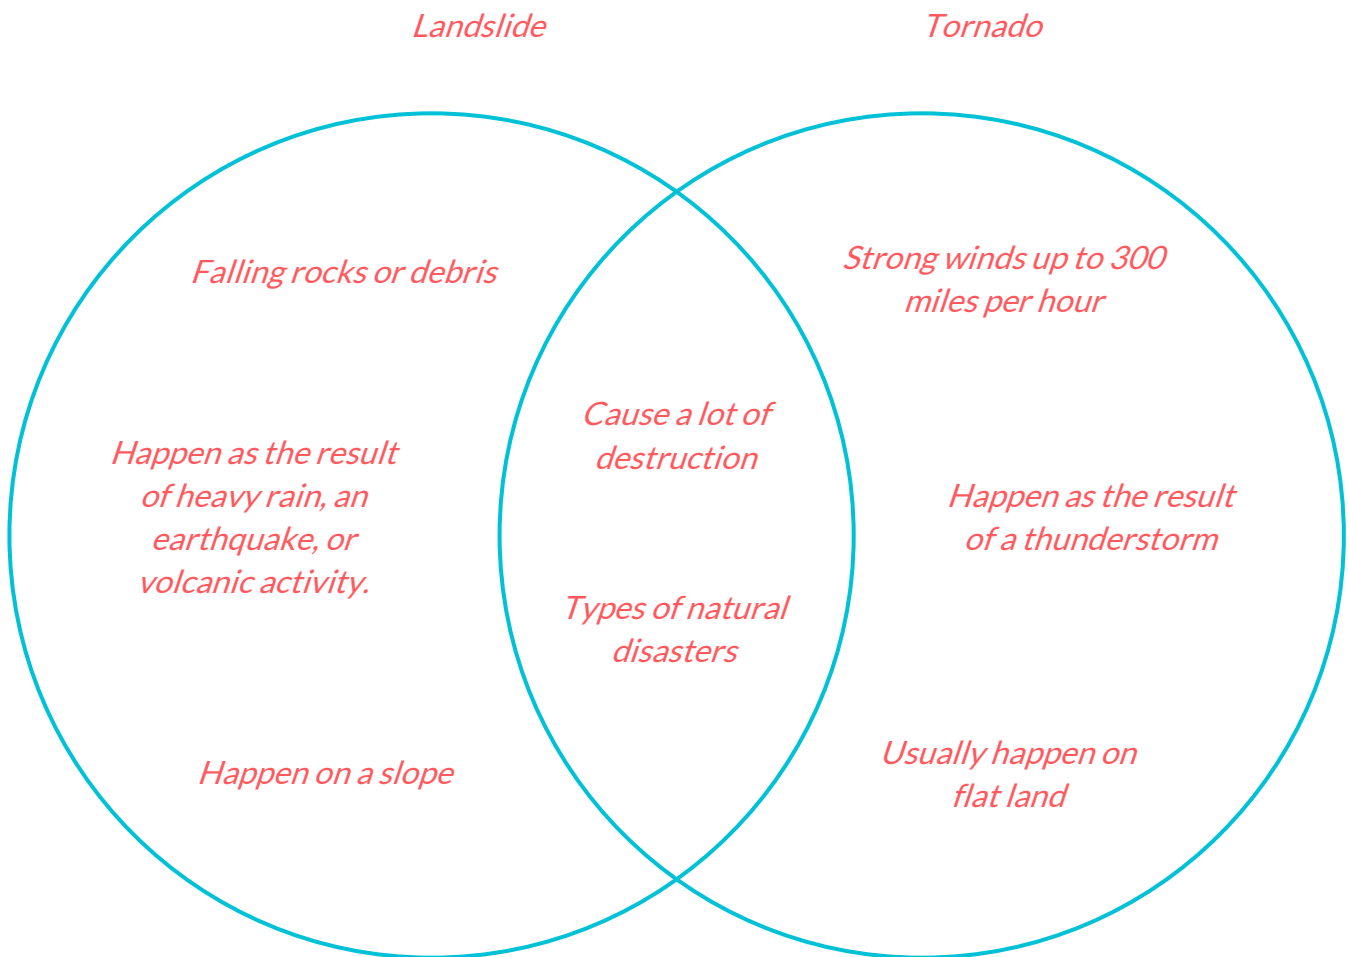 Landslide
Tornado
Falling rocks or debris
Happen as the result
of heavy rain, an
earthquake, or
volcanic activity.
Happen on a slope
Cause a lot of
destruction
Types of natural
disasters
Strong winds up to 300
miles per hour
Happen as the result
of a thunderstorm
Usually happen on
flat land